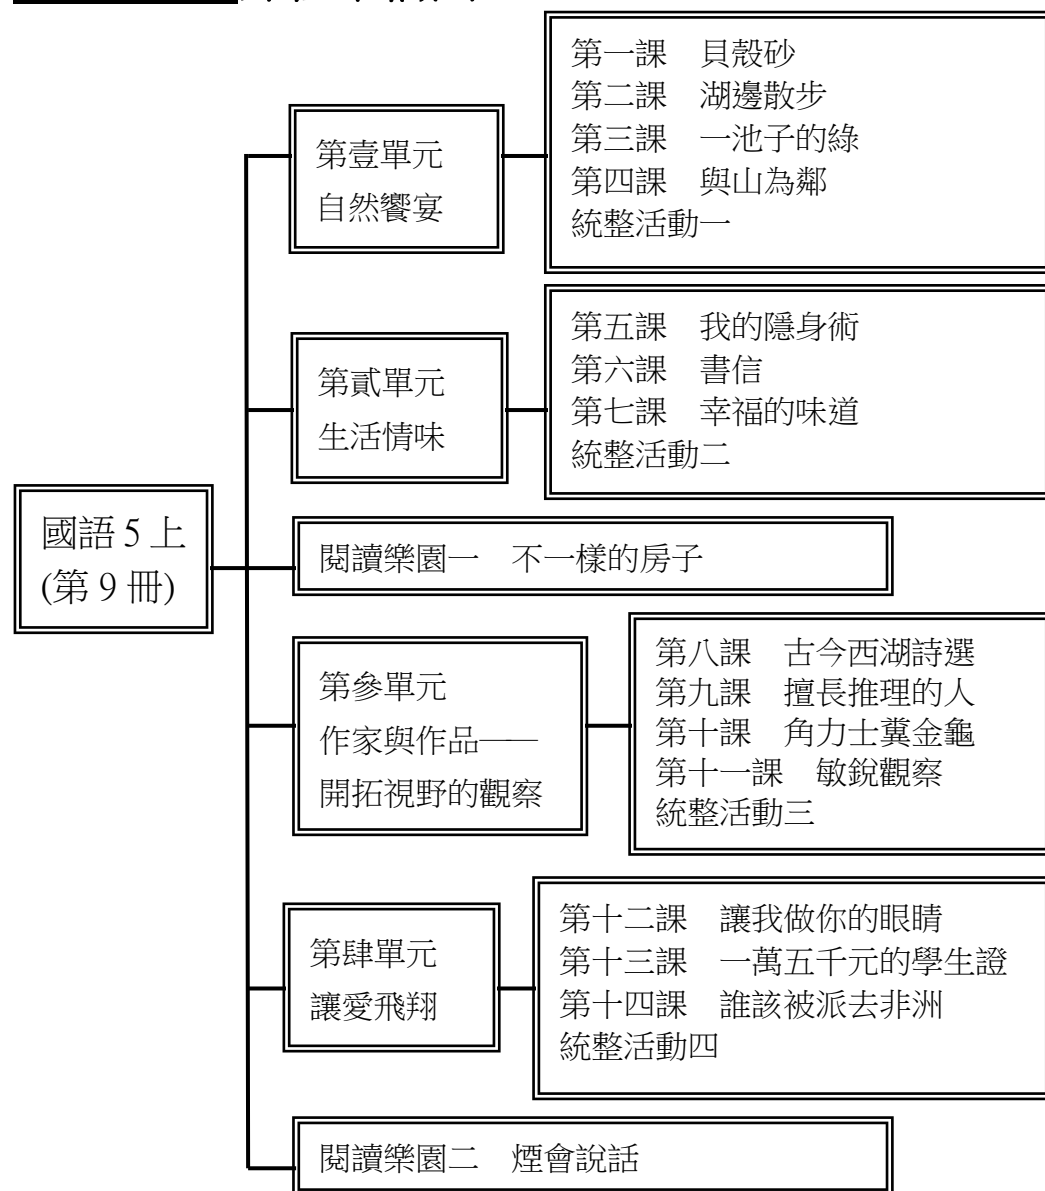 第一課 貝殼砂
第二課 湖邊散步
第三課 一池子的綠
第四課 與山為鄰
統整活動一
第壹單元
自然饗宴
第五課 我的隱身術
第六課 書信
第七課 幸福的味道
統整活動二
第貳單元
生活情味
國語 5 上
(第 9 冊)
閱讀樂園一 不一樣的房子
第參單元
作家與作品——
開拓視野的觀察
第八課 古今西湖詩選
第九課 擅長推理的人
第十課 角力士糞金龜
第十一課 敏銳觀察
統整活動三
第肆單元
讓愛飛翔
第十二課 讓我做你的眼睛
第十三課 一萬五千元的學生證
第十四課 誰該被派去非洲
統整活動四
閱讀樂園二 煙會說話